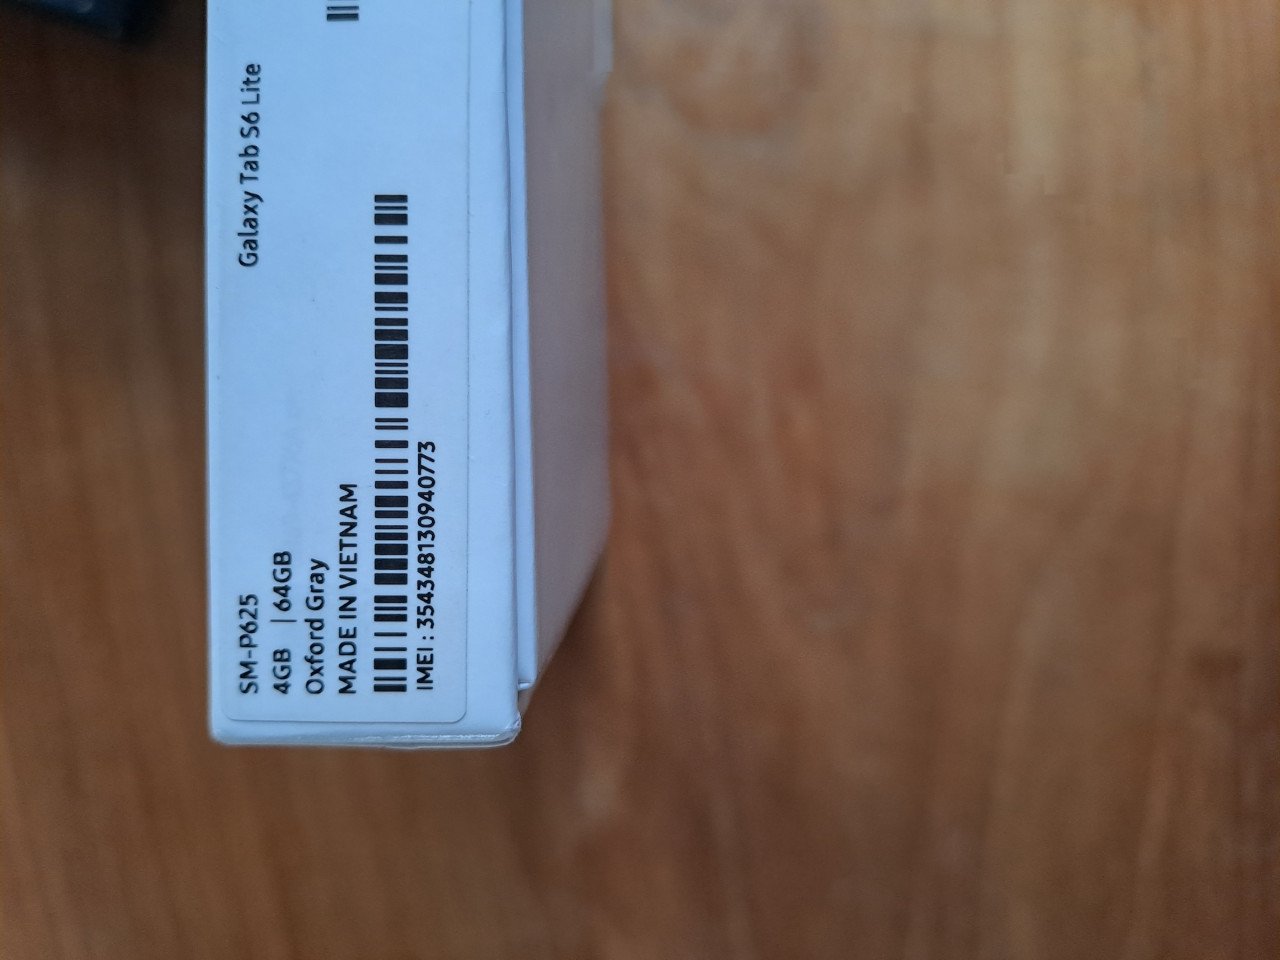 SM-P625
Galaxy Tab S6 Lite
4GB | 64GB
Oxford Gray
MADE IN VIETNAM
IMEI : 354348130940773